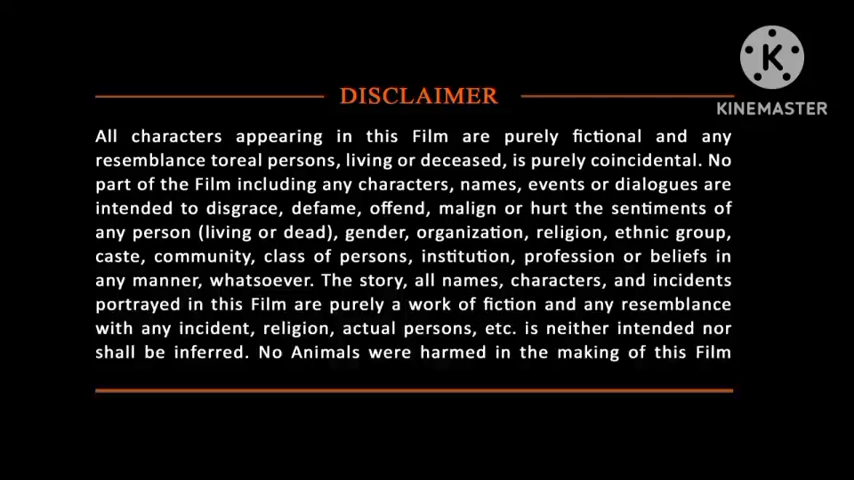 KINEMASTER
DISCLAIMER
All characters appearing in this Film are purely fictional and any
resemblance toreal persons, living or deceased, is purely coincidental. No
part of the Film including any characters, names, events or dialogues are
intended to disgrace, defame, offend, malign or hurt the sentiments of
any person (living or dead), gender, organization, religion, ethnic group,
caste, community, class of persons, institution, profession or beliefs in
any manner, whatsoever. The story, all names, characters, and incidents
portrayed in this Film are purely a work of fiction and any resemblance
with any incident, religion, actual persons, etc. is neither intended nor
shall be inferred. No Animals were harmed in the making of this Film